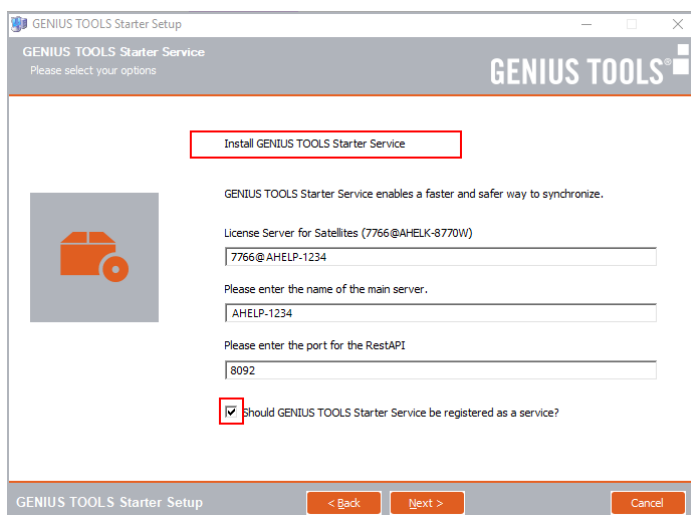 GENIUS TOOLS Starter Setup
GENIUS TOOLS Starter Service
Please select your options
GENIUS TOOLS®
Install GENIUS TOOLS Starter Service
GENIUS TOOLS Starter Service enables a faster and safer way to synchronize.
License Server for Satellites (7766@AHELK-8770W)
7766@AHELP-1234
Please enter the name of the main server.
AHELP-1234
Please enter the port for the RestAPI
8092
Should GENIUS TOOLS Starter Service be registered as a service?
GENIUS TOOLS Starter Setup
< Back
Next >
Cancel